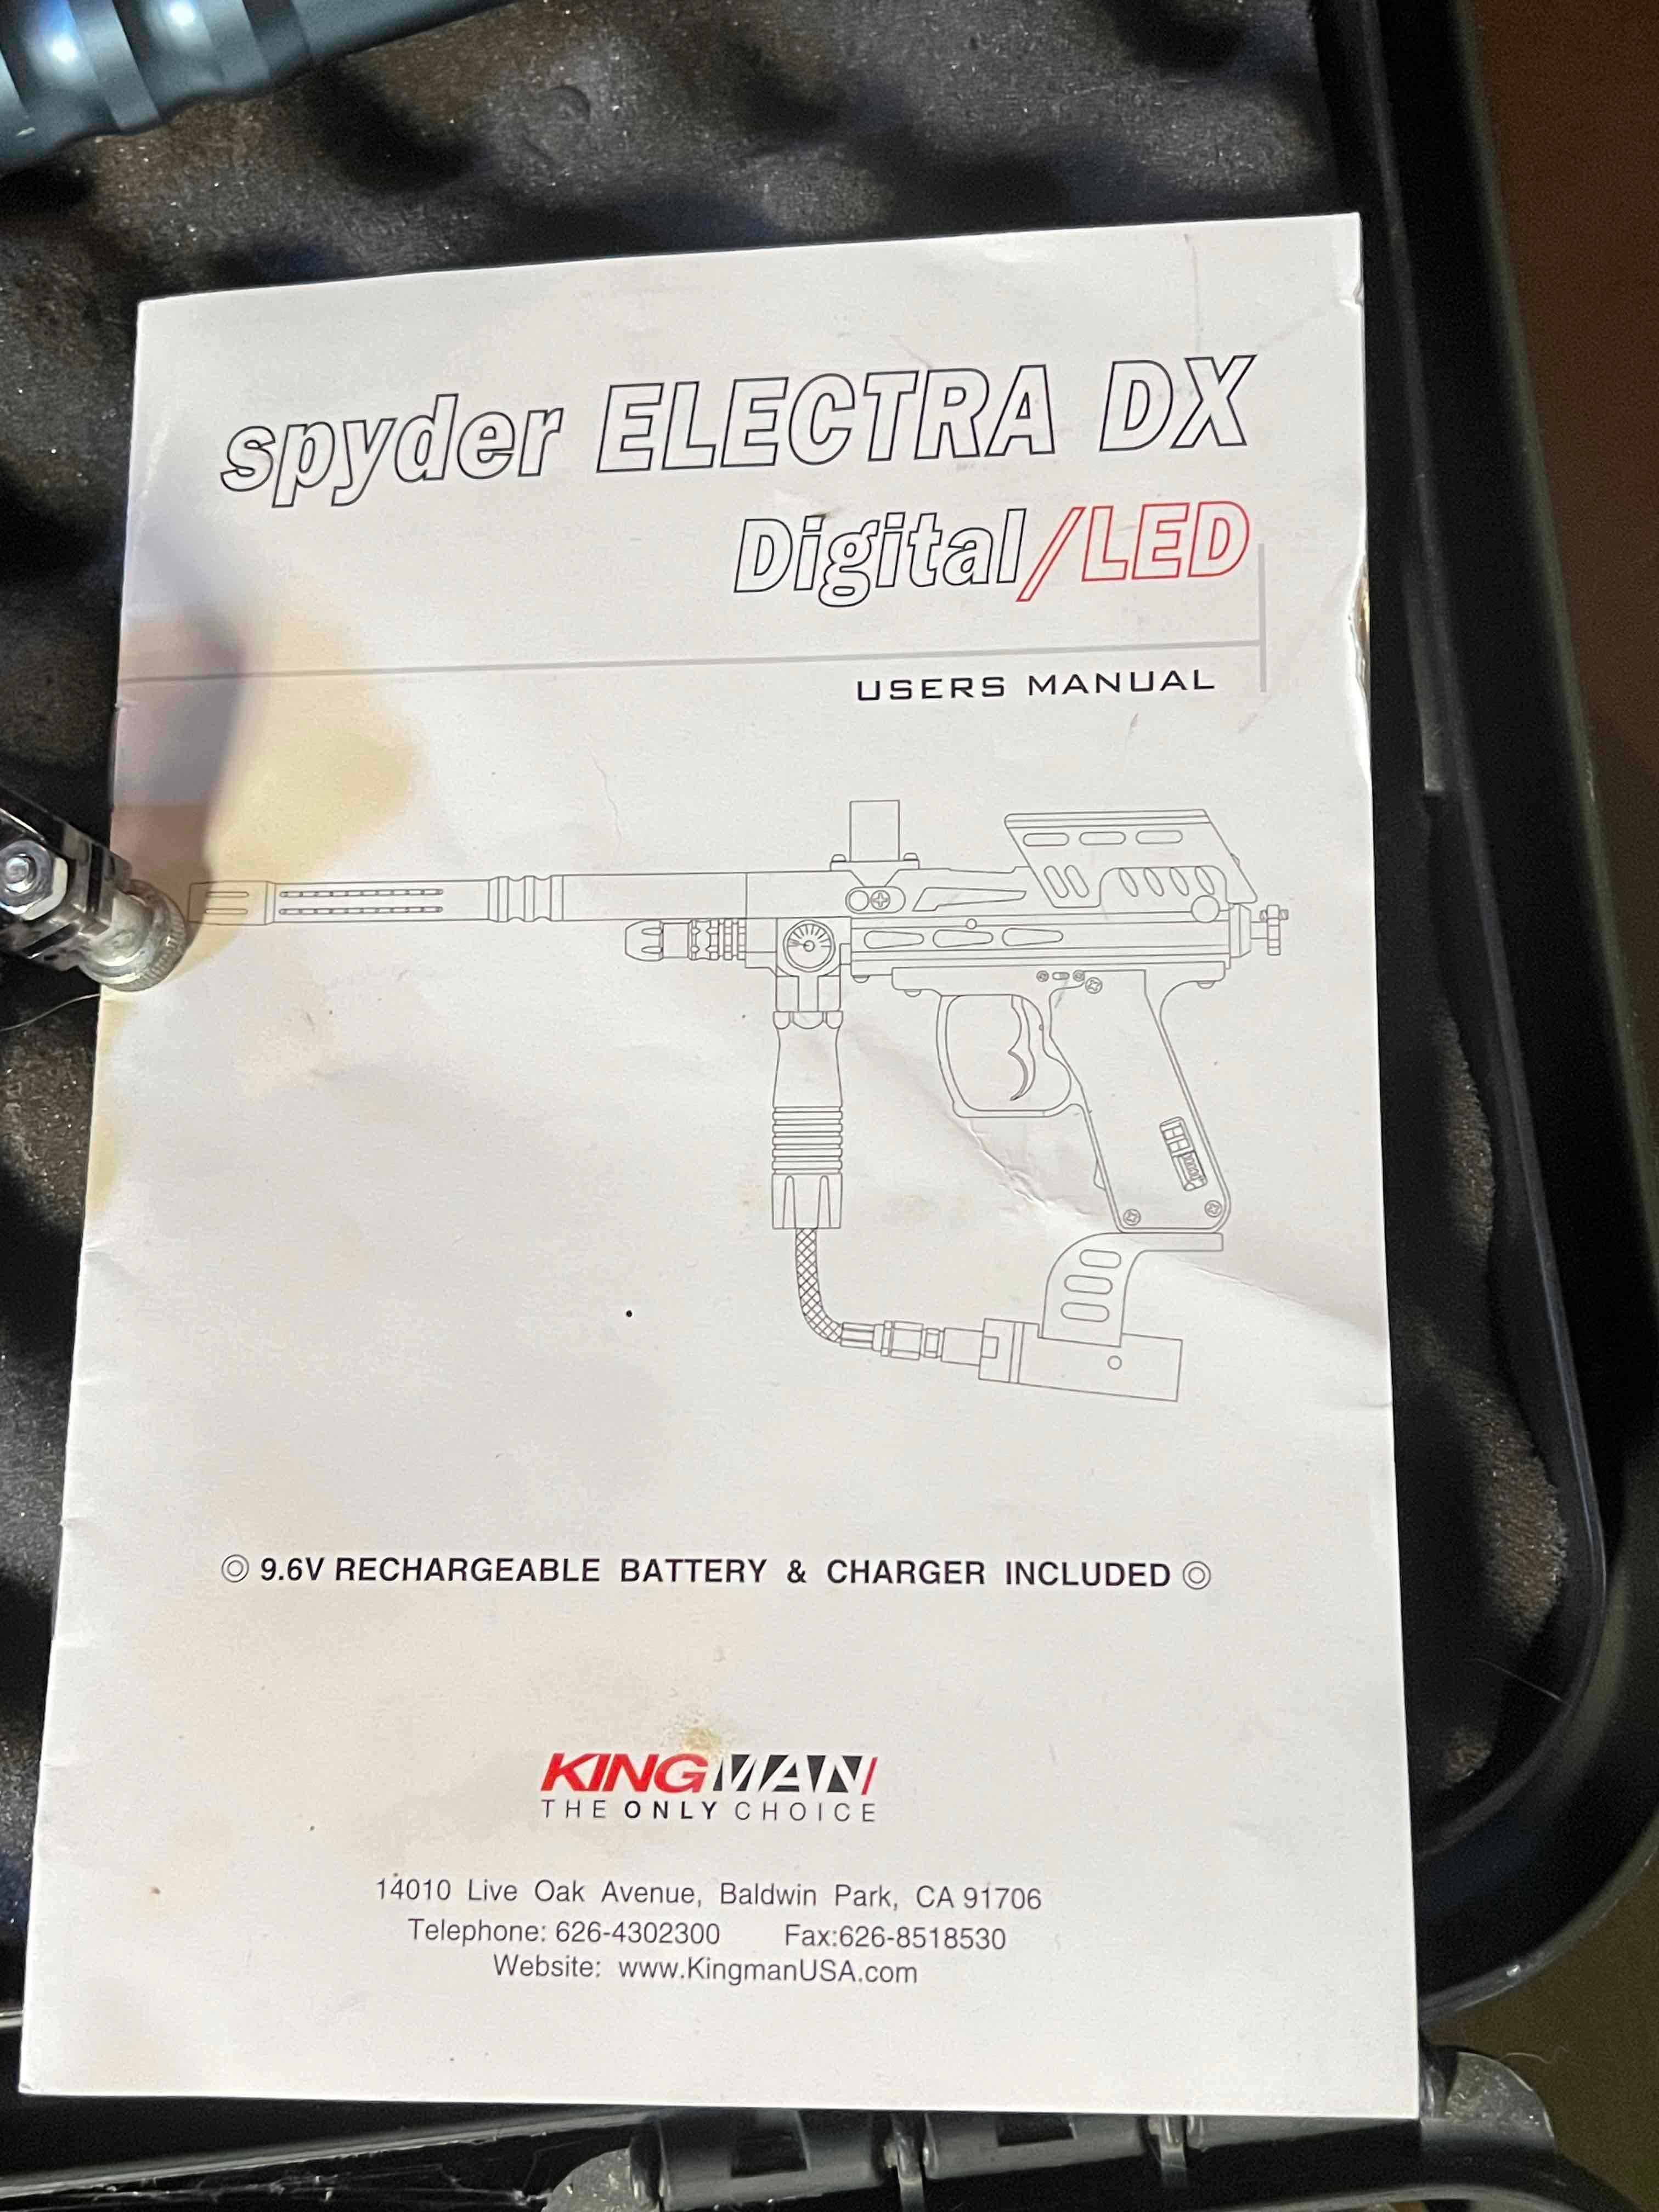 spyder ELECTRA DX
Digital/LED
USERS MANUAL
9.6V RECHARGEABLE BATTERY & CHARGER INCLUDED
KINGMAN
THE ONLY CHOICE
14010 Live Oak Avenue, Baldwin Park, CA 91706
Telephone: 626-4302300 Fax:626-8518530
Website: www.KingmanUSA.com